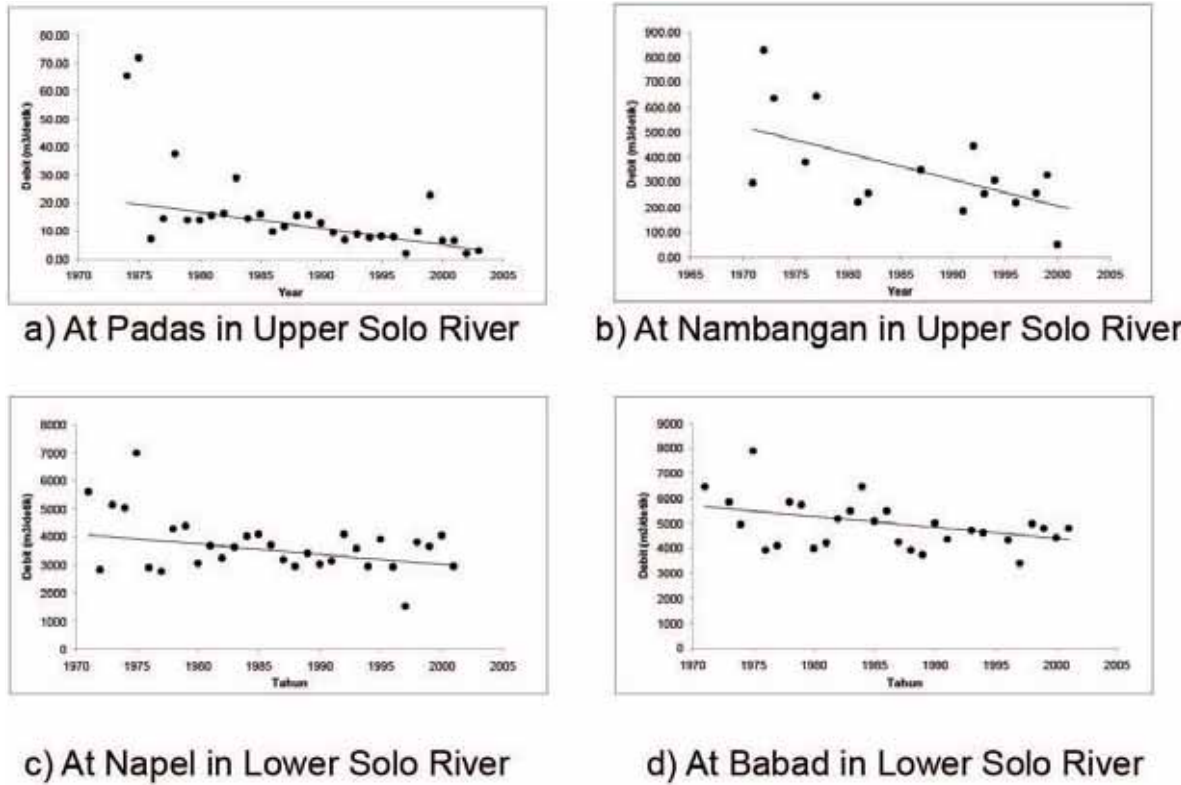 80.00
70.00
60.00
50.00
40.00
30.00
20.00
10.00
0.00
Debit (m3/detik)
1970 1975 1980 1985 1990 1995 2000 2005
Year
a) At Padas in Upper Solo River
900.00
800.00
700.00
600.00
500.00
400.00
300.00
200.00
100.00
0.00
Debit (m3/detik)
1965 1970 1975 1980 1985 1990 1995 2000 2005
Year
b) At Nambangan in Upper Solo River
8000
7000
6000
5000
4000
3000
2000
1000
0
Debit (m3/detik)
1970 1975 1980 1985 1990 1995 2000 2005
Tahun
c) At Napel in Lower Solo River
9000
8000
7000
6000
5000
4000
3000
2000
1000
0
Debit (m3/detik)
1970 1975 1980 1985 1990 1995 2000 2005
Tahun
d) At Babad in Lower Solo River